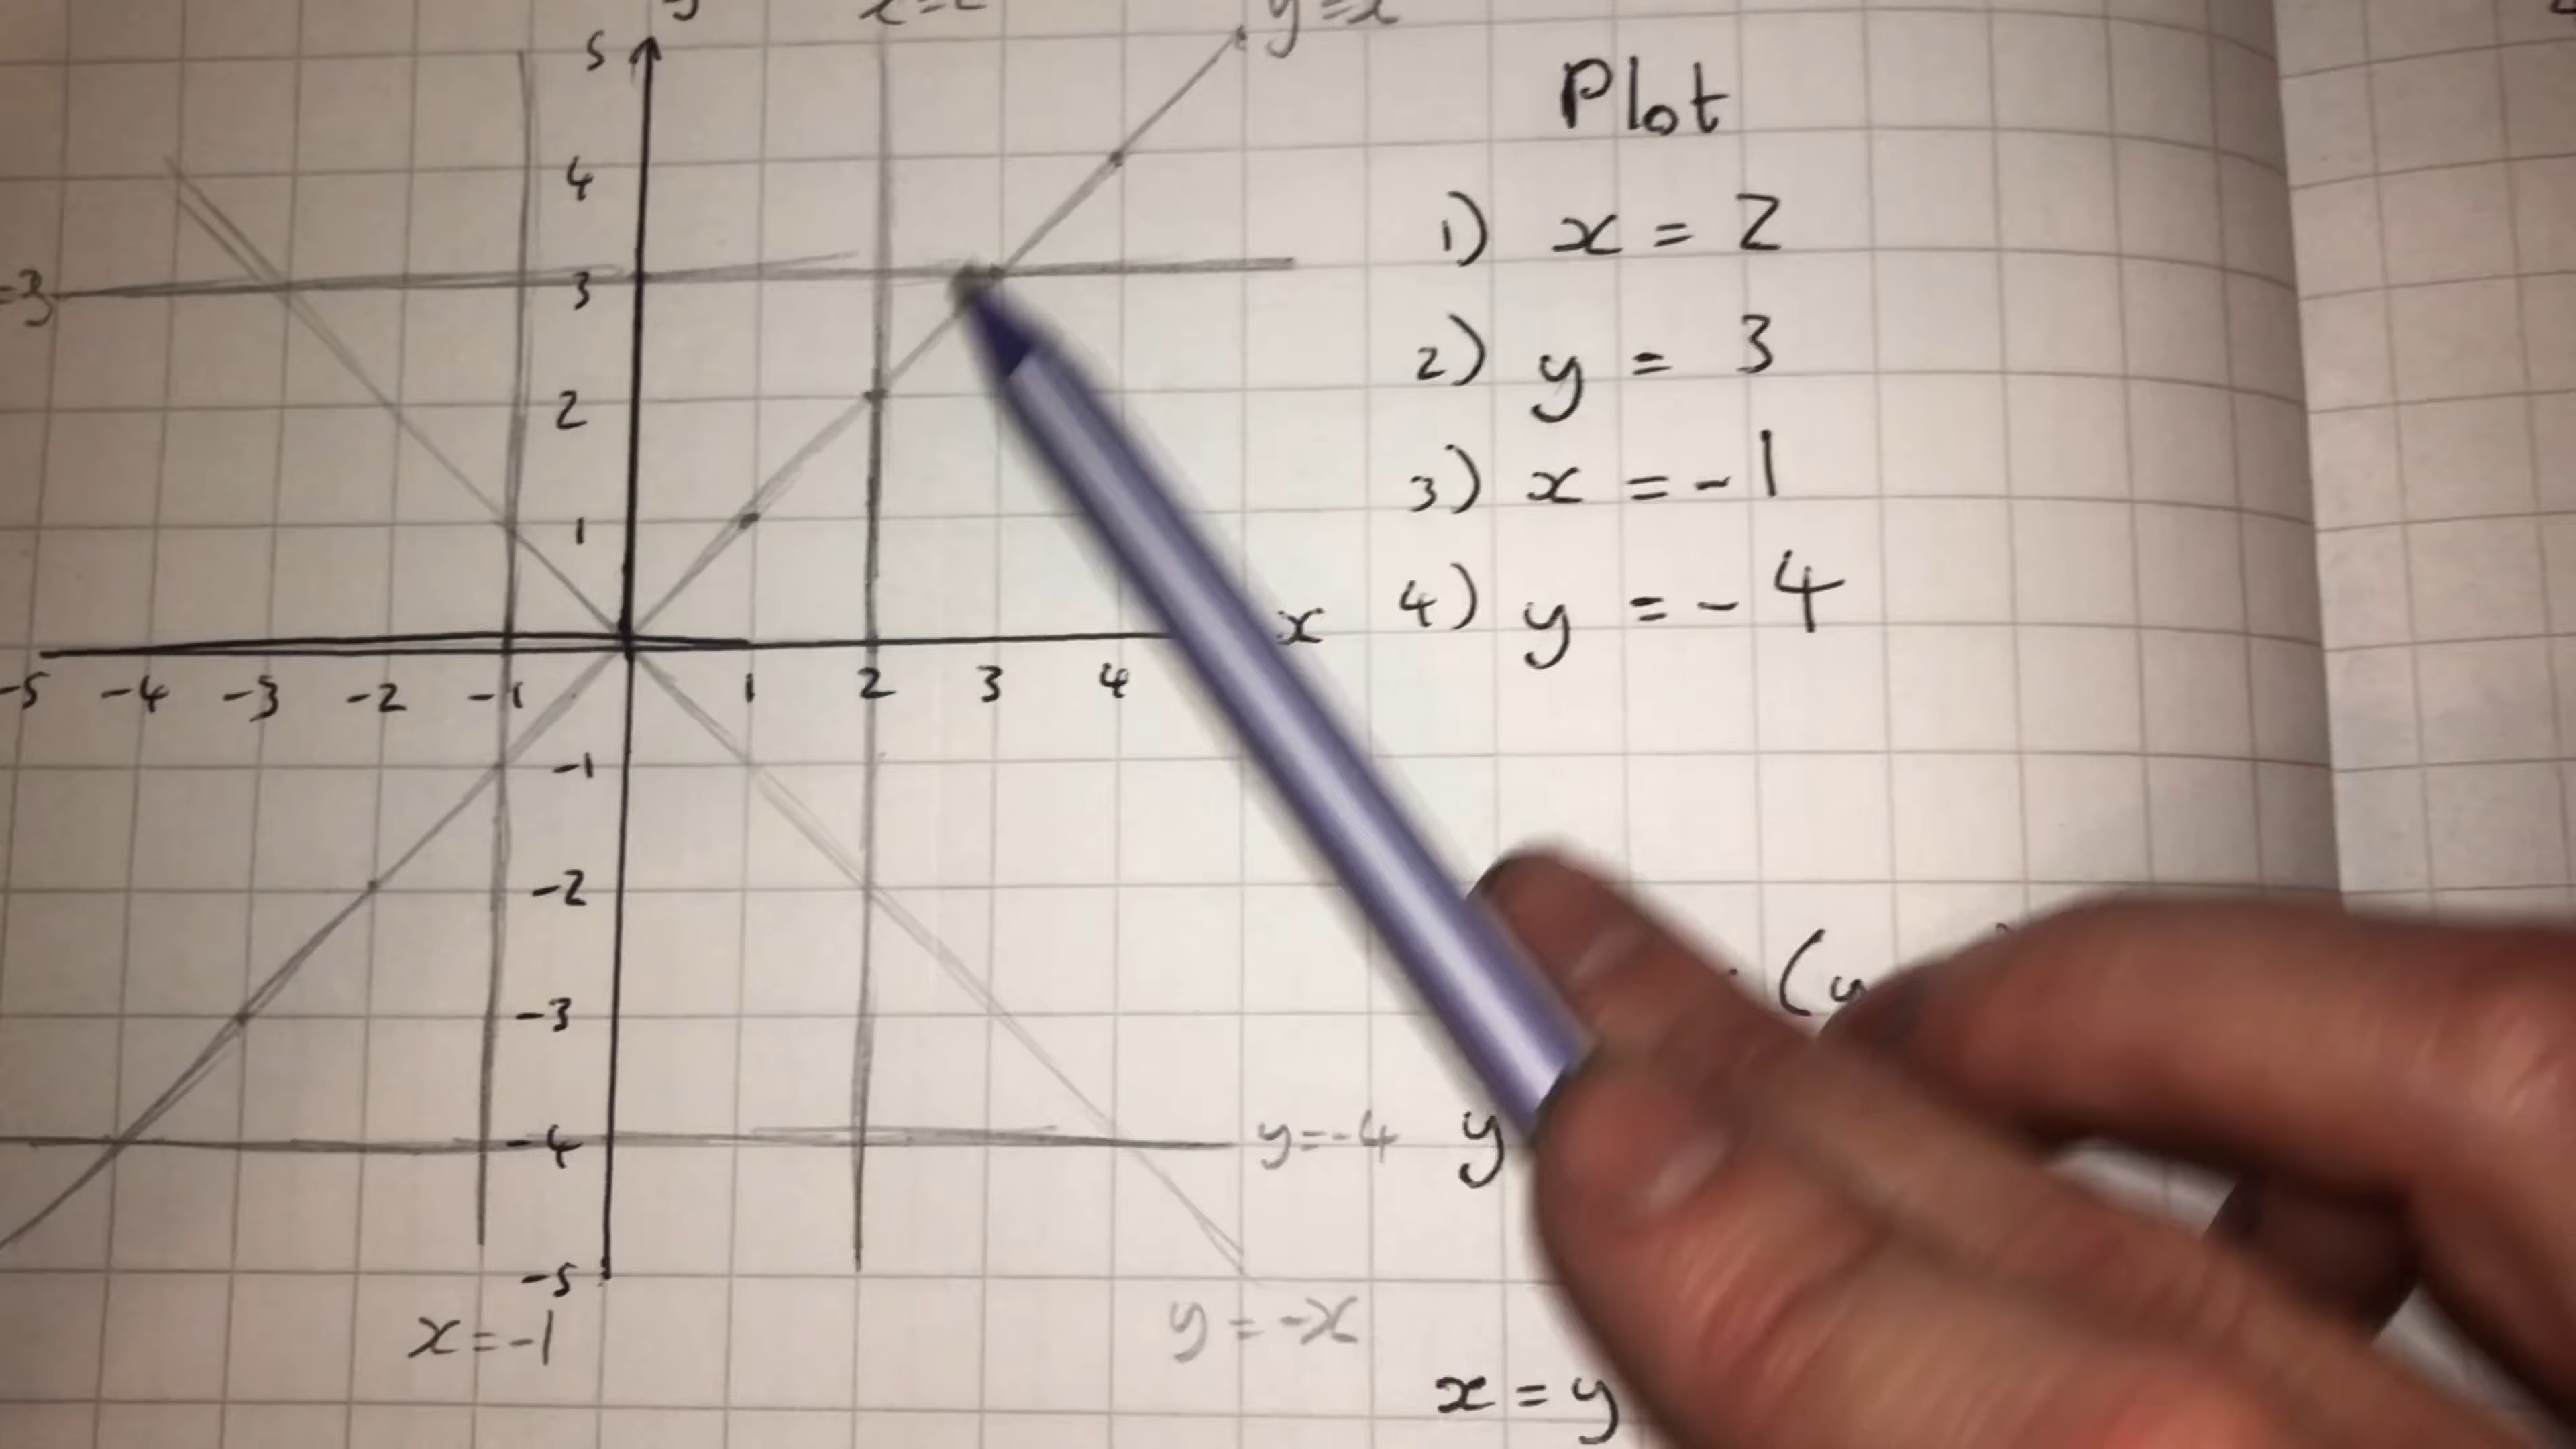 y=x
5
4
=3
3
2
1
x
-5 -4 -3 -2 -1 1 2 3 4
-1
-2
-3
-4
y=-4
-5
x=-1
y=-x
Plot
1) x = 2
2) y = 3
3) x = -1
4) y = -4
(y
y
x = y